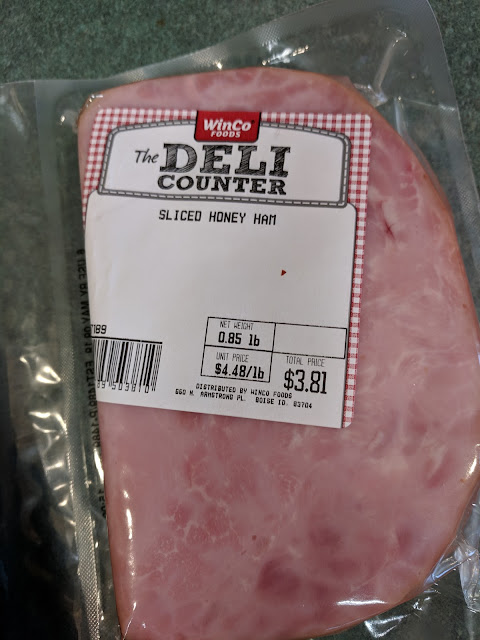 WinCo
FOODS
The DELI
COUNTER
SLICED HONEY HAM
NET WEIGHT
0.85 lb
UNIT PRICE
$4.48/lb
TOTAL PRICE
$3.81
DISTRIBUTED BY WINCO FOODS
650 N. ARMSTRONG PL. BOISE ID. 83704